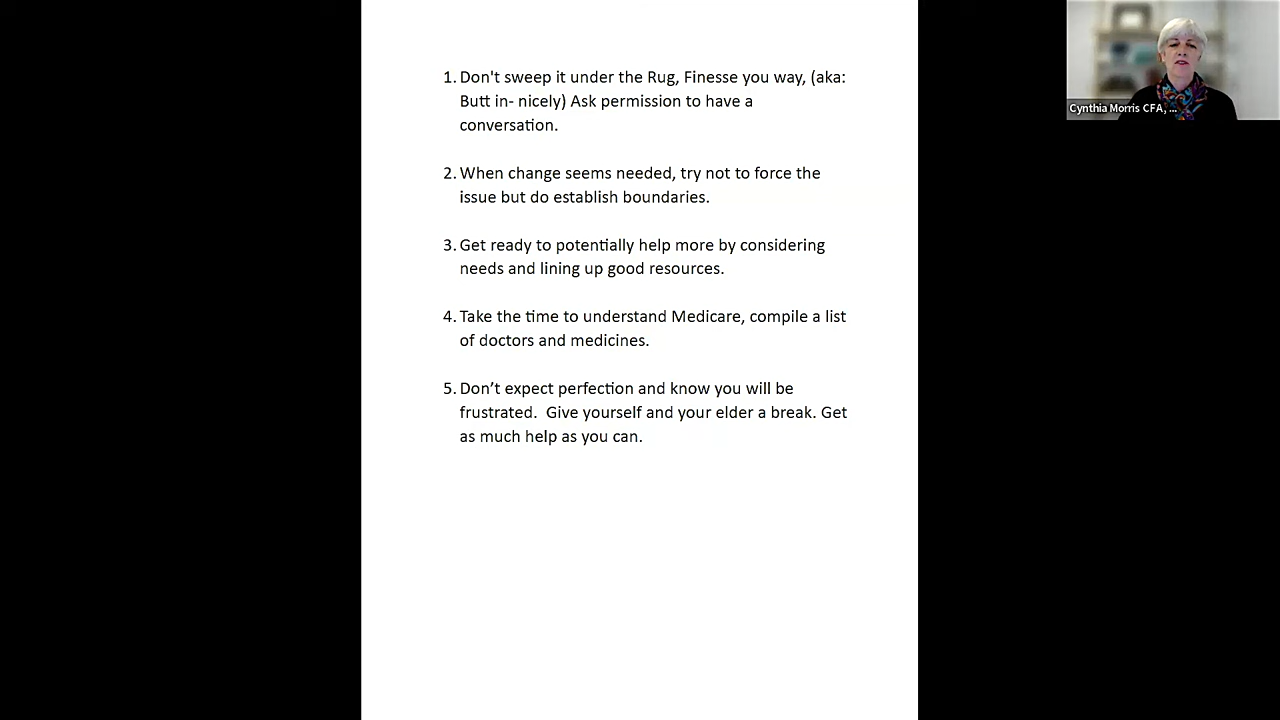 1. Don't sweep it under the Rug, Finesse you way, (aka:
Butt in- nicely) Ask permission to have a
conversation.
2. When change seems needed, try not to force the
issue but do establish boundaries.
3. Get ready to potentially help more by considering
needs and lining up good resources.
4. Take the time to understand Medicare, compile a list
of doctors and medicines.
5. Don’t expect perfection and know you will be
frustrated.  Give yourself and your elder a break. Get
as much help as you can.
Cynthia Morris CFA, ...